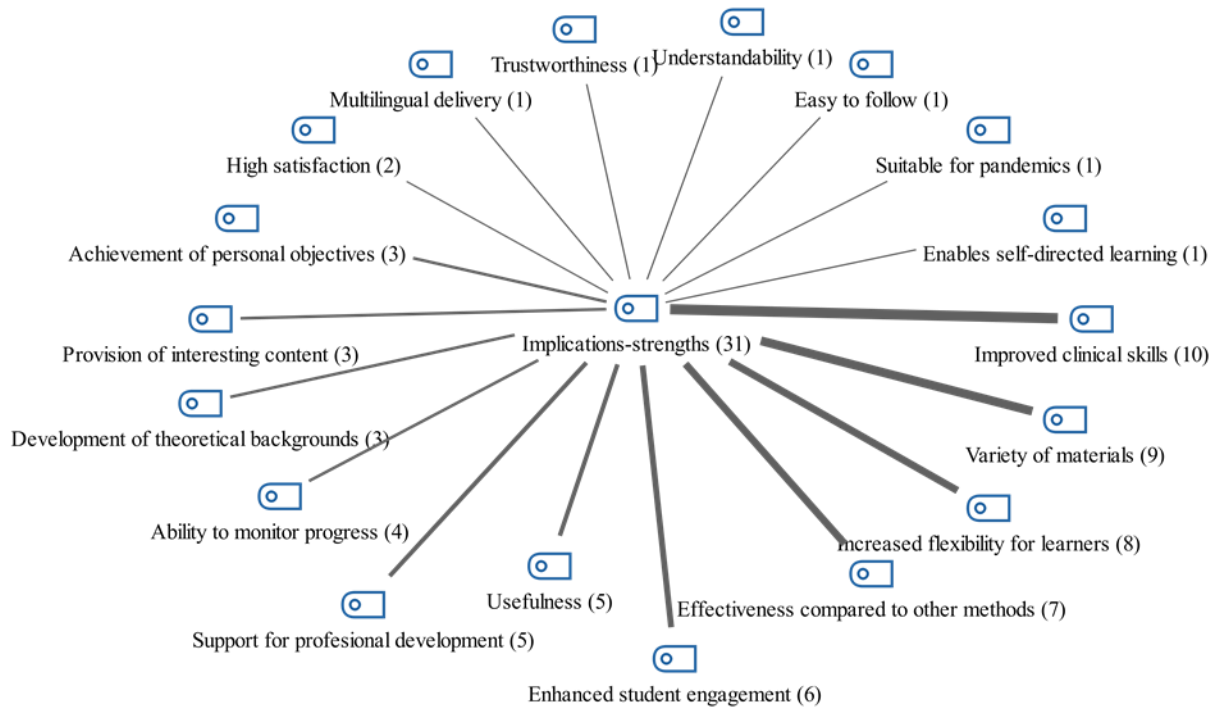 Trustworthiness (1)
Understandability (1)
Multilingual delivery (1)
Easy to follow (1)
High satisfaction (2)
Suitable for pandemics (1)
Achievement of personal objectives (3)
Enables self-directed learning (1)
Implications-strengths (31)
Provision of interesting content (3)
Improved clinical skills (10)
Development of theoretical backgrounds (3)
Variety of materials (9)
Ability to monitor progress (4)
Increased flexibility for learners (8)
Usefulness (5)
Effectiveness compared to other methods (7)
Support for profesional development (5)
Enhanced student engagement (6)